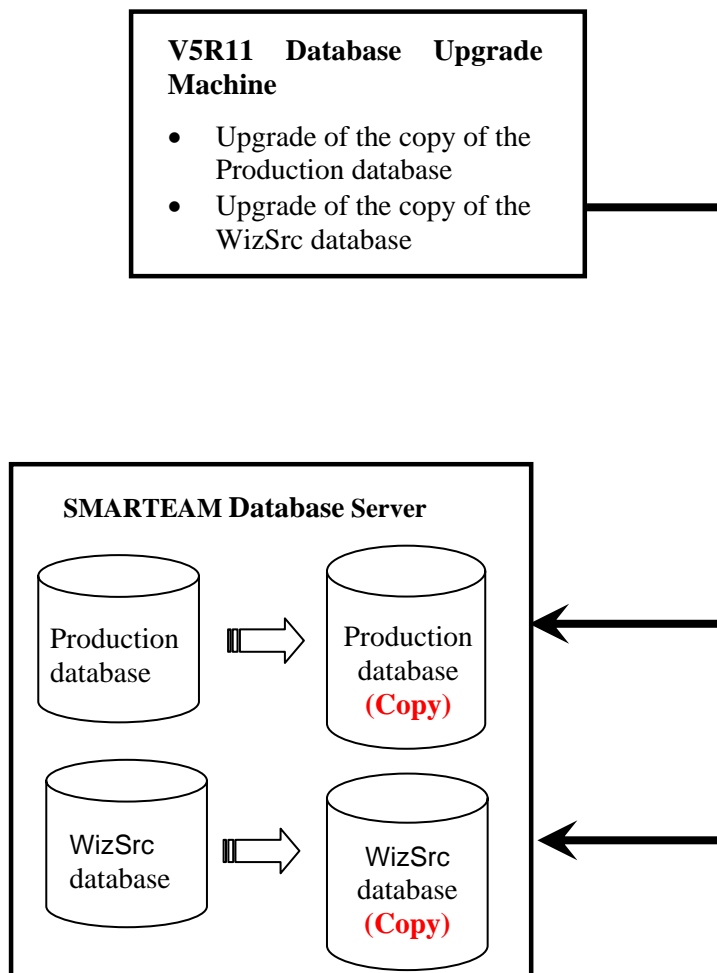 V5R11 Database Upgrade
Machine
• Upgrade of the copy of the
Production database
• Upgrade of the copy of the
WizSrc database
SMARTEAM Database Server
Production
database
Production
database
(Copy)
WizSrc
database
WizSrc
database
(Copy)